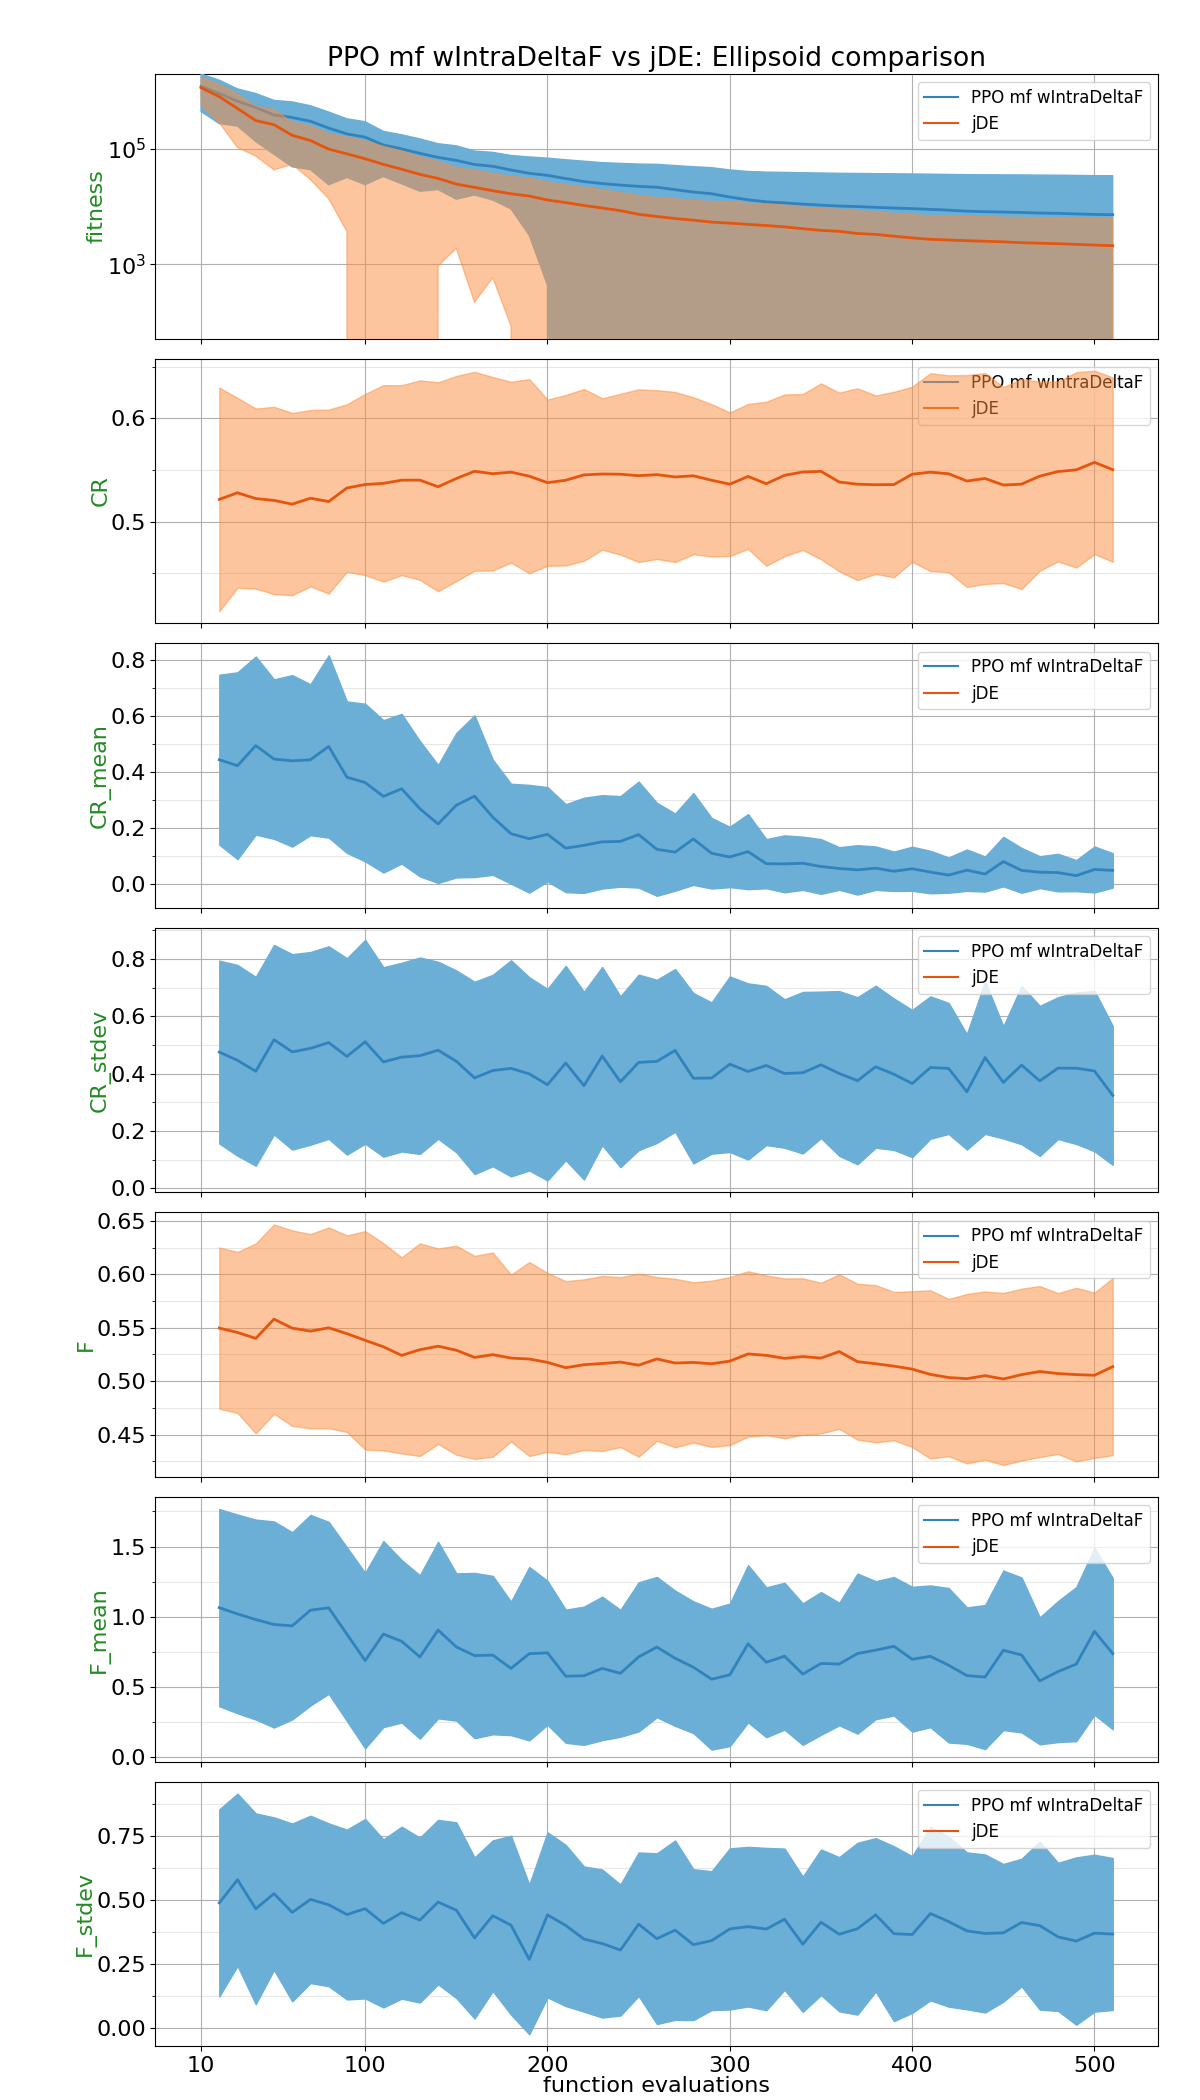 PPO mf wIntraDeltaF vs jDE: Ellipsoid comparison
PPO mf wIntraDeltaF
jDE
10^5
10^3
fitness
PPO mf wIntraDeltaF
jDE
0.6
0.5
CR
PPO mf wIntraDeltaF
jDE
0.8
0.6
0.4
0.2
0.0
CR_mean
PPO mf wIntraDeltaF
jDE
0.8
0.6
0.4
0.2
0.0
CR_stdev
PPO mf wIntraDeltaF
jDE
0.65
0.60
0.55
0.50
0.45
F
PPO mf wIntraDeltaF
jDE
1.5
1.0
0.5
0.0
F_mean
PPO mf wIntraDeltaF
jDE
0.75
0.50
0.25
0.00
F_stdev
10 100 200 300 400 500
function evaluations